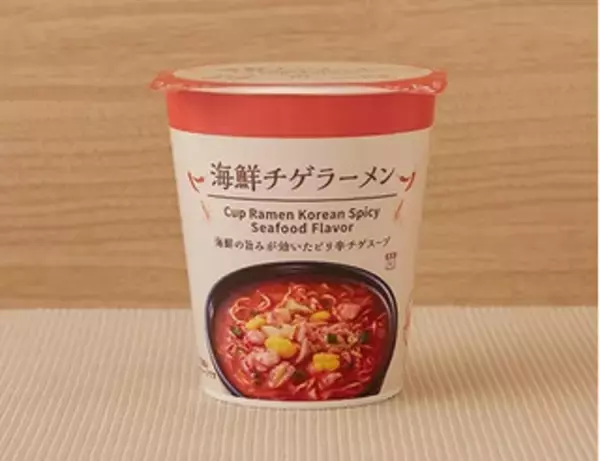 海鮮チゲラーメン
Cup Ramen Korean Spicy
Seafood Flavor
海鮮の旨みが効いたピリ辛チゲスープ